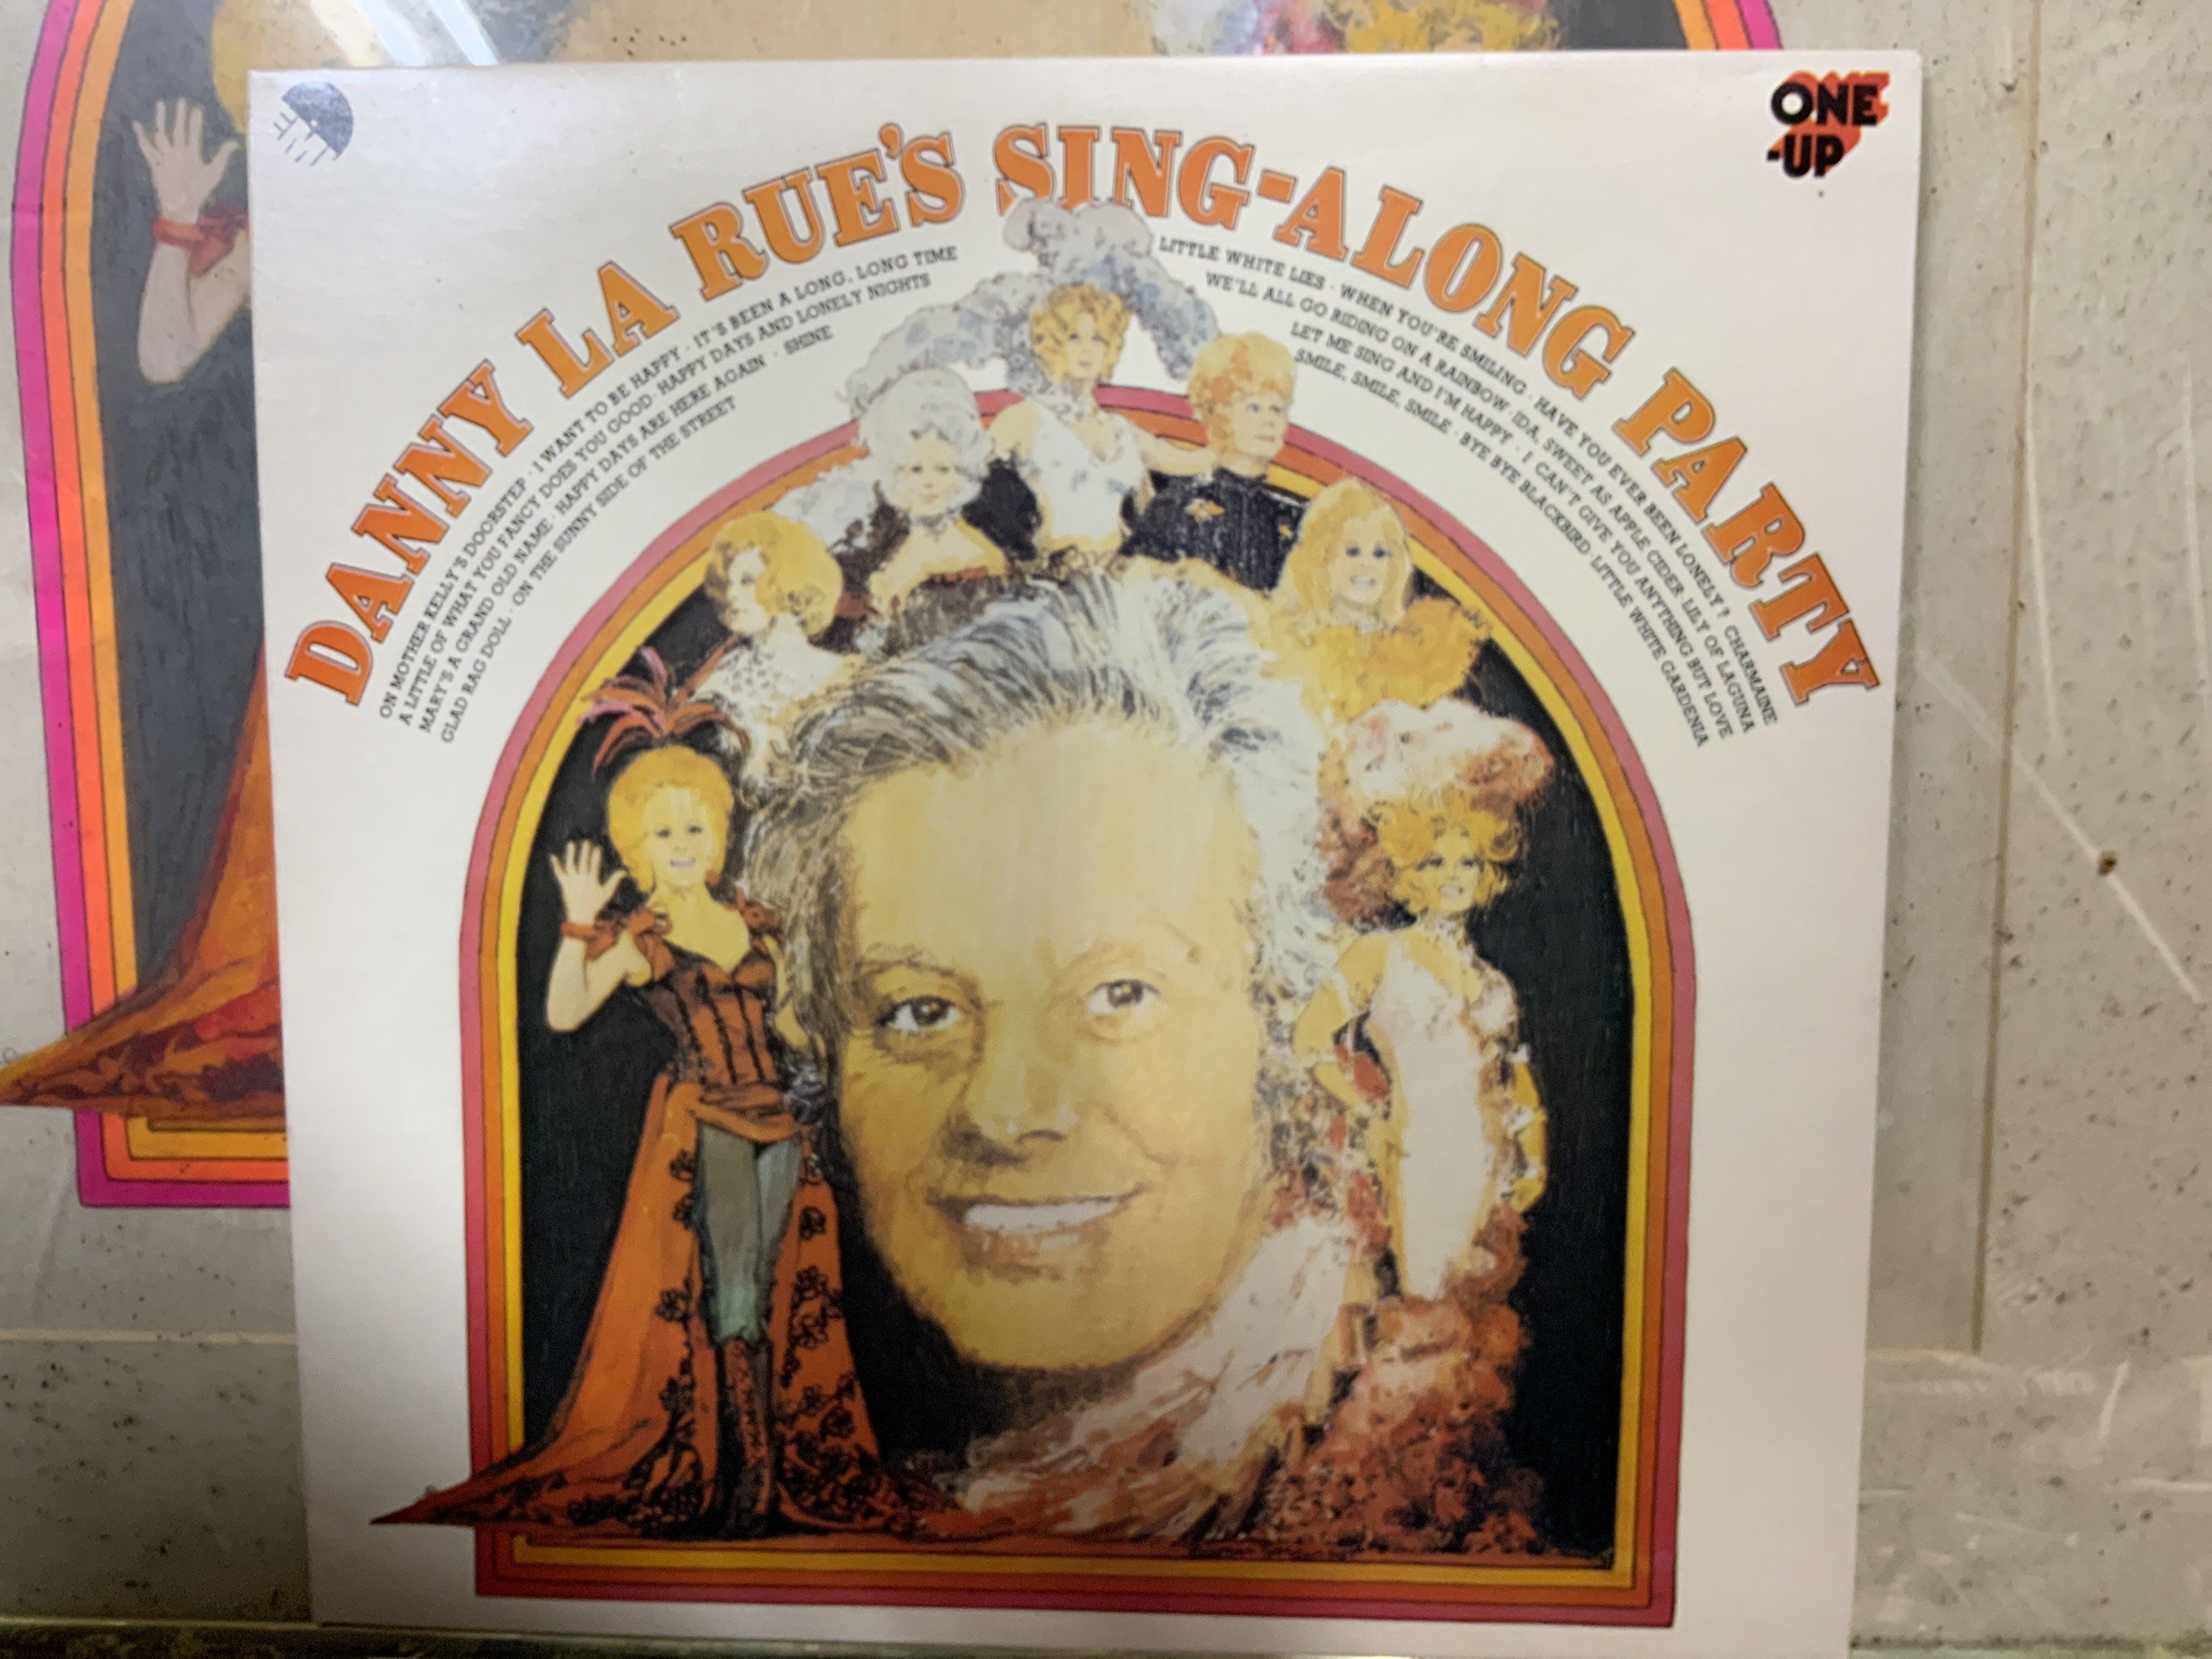 EMI
ONE
-UP
DANNY LA RUE'S SING-ALONG PARTY
ON MOTHER KELLY'S DOORSTEP · I WANT TO BE HAPPY · IT'S BEEN A LONG, LONG TIME
A LITTLE OF WHAT YOU FANCY DOES YOU GOOD · HAPPY DAYS AND LONELY NIGHTS
MARY'S A GRAND OLD NAME · HAPPY DAYS ARE HERE AGAIN · SHINE
GLAD RAG DOLL · ON THE SUNNY SIDE OF THE STREET
LITTLE WHITE LIES · WHEN YOU'RE SMILING · HAVE YOU EVER BEEN LONELY? CHARMAINE
WE'LL ALL GO RIDING ON A RAINBOW · IDA, SWEET AS APPLE CIDER · LILY OF LAGUNA
LET ME SING AND I'M HAPPY · I CAN'T GIVE YOU ANYTHING BUT LOVE
SMILE, SMILE, SMILE · BYE BYE BLACKBIRD · LITTLE WHITE GARDENIA